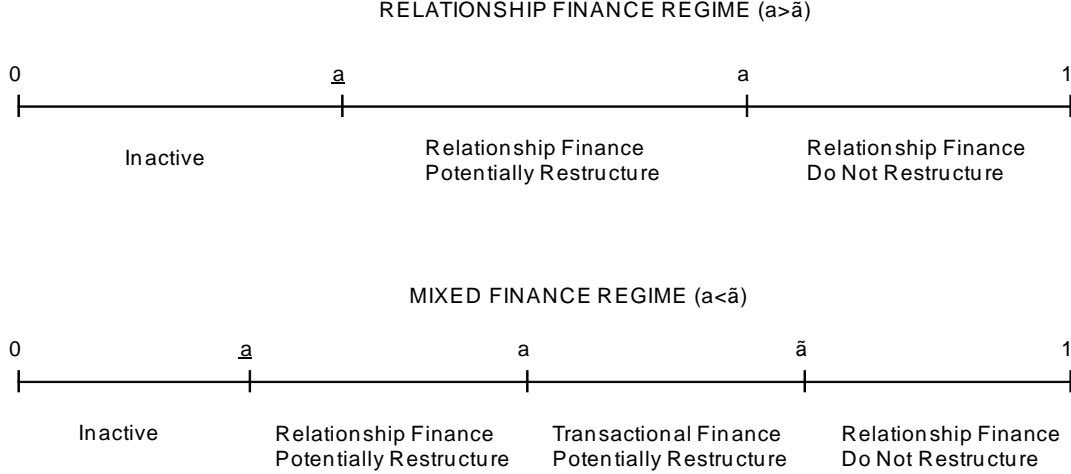 RELATIONSHIP FINANCE REGIME (a>ã)
0 a a 1
Inactive
Relationship Finance
Potentially Restructure
Relationship Finance
Do Not Restructure
MIXED FINANCE REGIME (a<ã)
0 a a ã 1
Inactive
Relationship Finance
Potentially Restructure
Transactional Finance
Potentially Restructure
Relationship Finance
Do Not Restructure